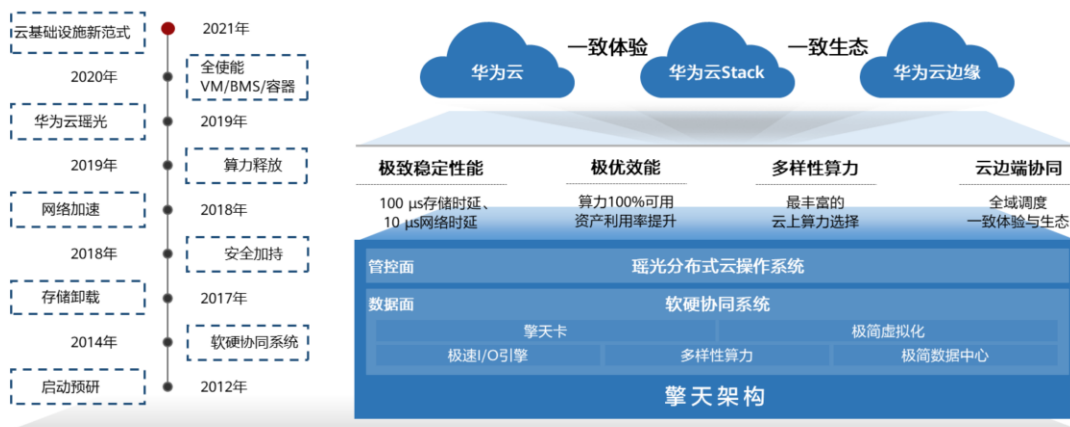 云基础设施新范式
2021年
2020年
全使能
VM/BMS/容器
华为云瑶光
2019年
2019年
算力释放
网络加速
2018年
2018年
安全加持
存储卸载
2017年
2014年
软硬协同系统
启动预研
2012年
华为云
一致体验
华为云Stack
一致生态
华为云边缘
极致稳定性能
100 μs存储时延、
10 μs网络时延
极优效能
算力100%可用
资产利用率提升
多样性算力
最丰富的
云上算力选择
云边端协同
全域调度
一致体验与生态
管控面
瑶光分布式云操作系统
数据面
软硬协同系统
擎天卡
极简虚拟化
极速I/O引擎
多样性算力
极简数据中心
擎天架构